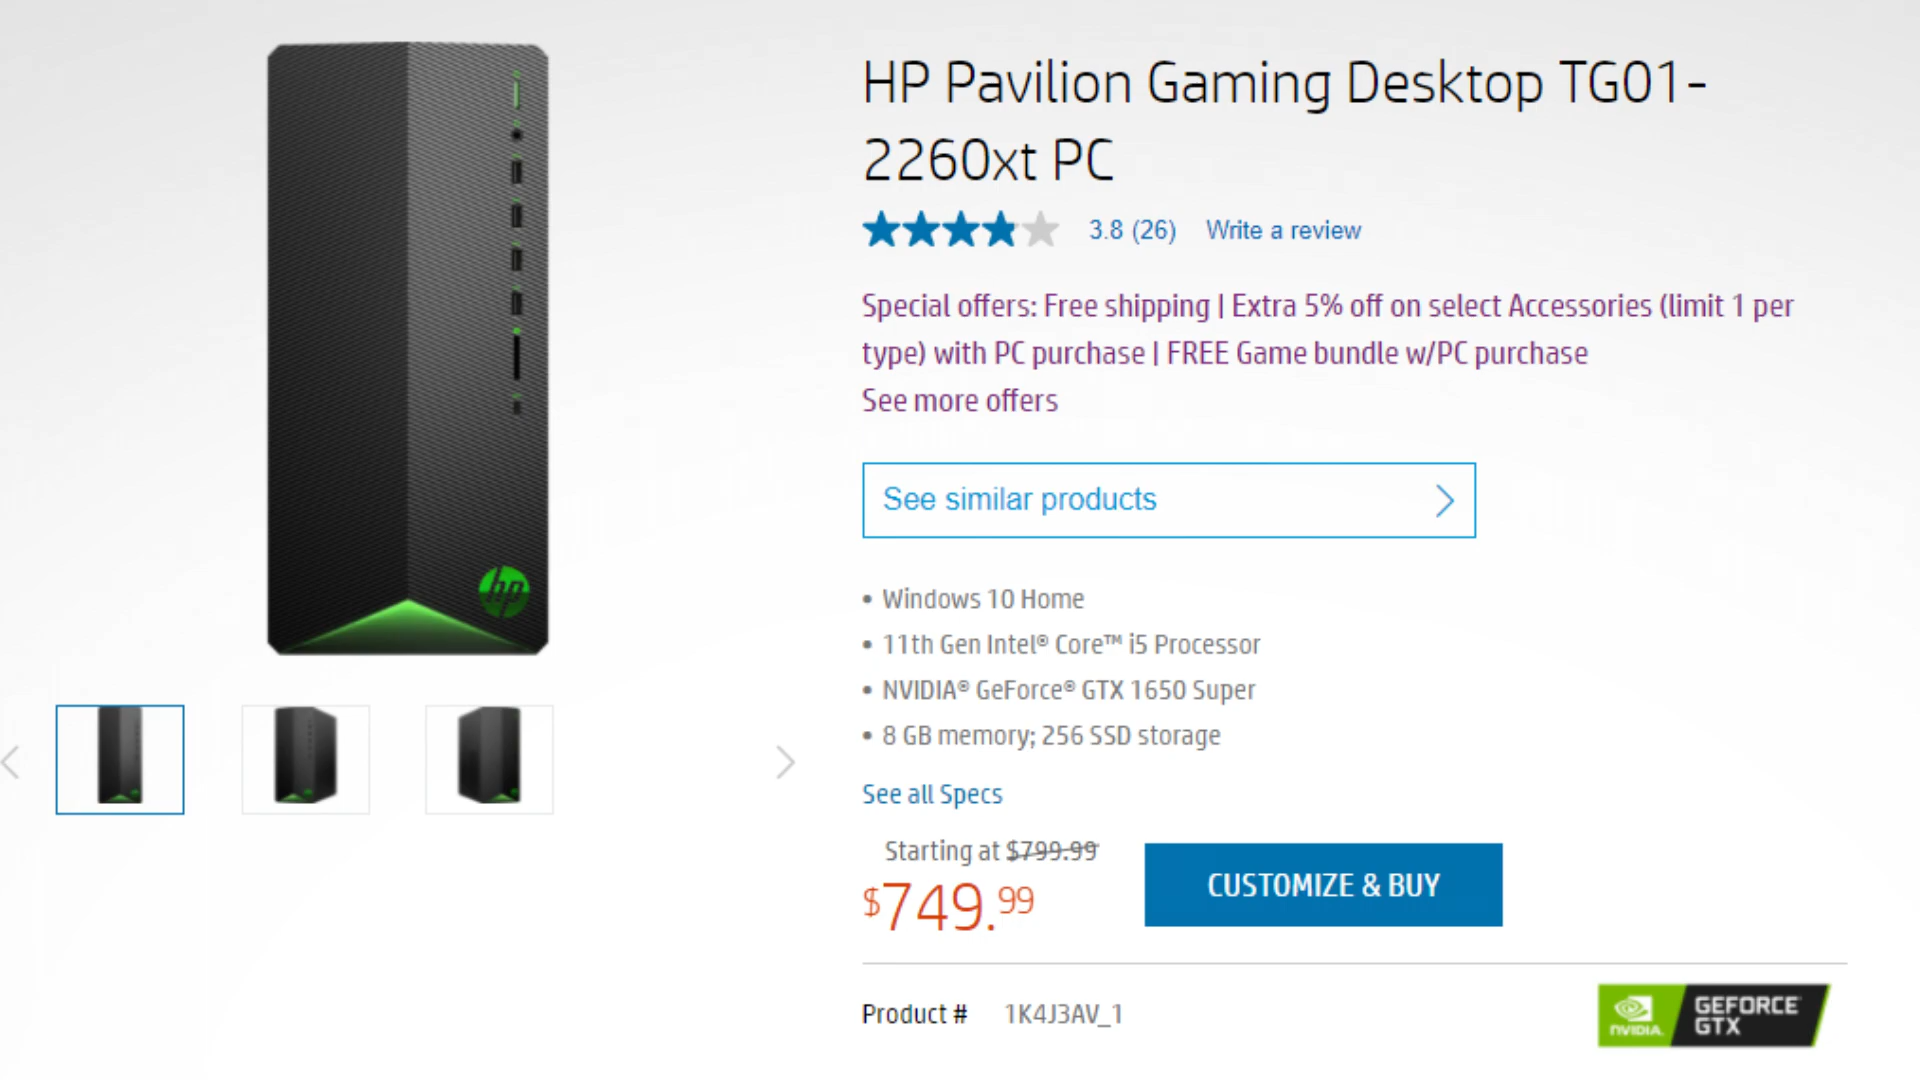 HP Pavilion Gaming Desktop TG01-
2260xt PC
3.8 (26) Write a review
Special offers: Free shipping | Extra 5% off on select Accessories (limit 1 per
type) with PC purchase | FREE Game bundle w/PC purchase
See more offers
See similar products
• Windows 10 Home
• 11th Gen Intel® Core™ i5 Processor
• NVIDIA® GeForce® GTX 1650 Super
• 8 GB memory; 256 SSD storage
See all Specs
Starting at $799.99
$749.99
CUSTOMIZE & BUY
Product # 1K4J3AV_1
hp
NVIDIA.
GEFORCE
GTX